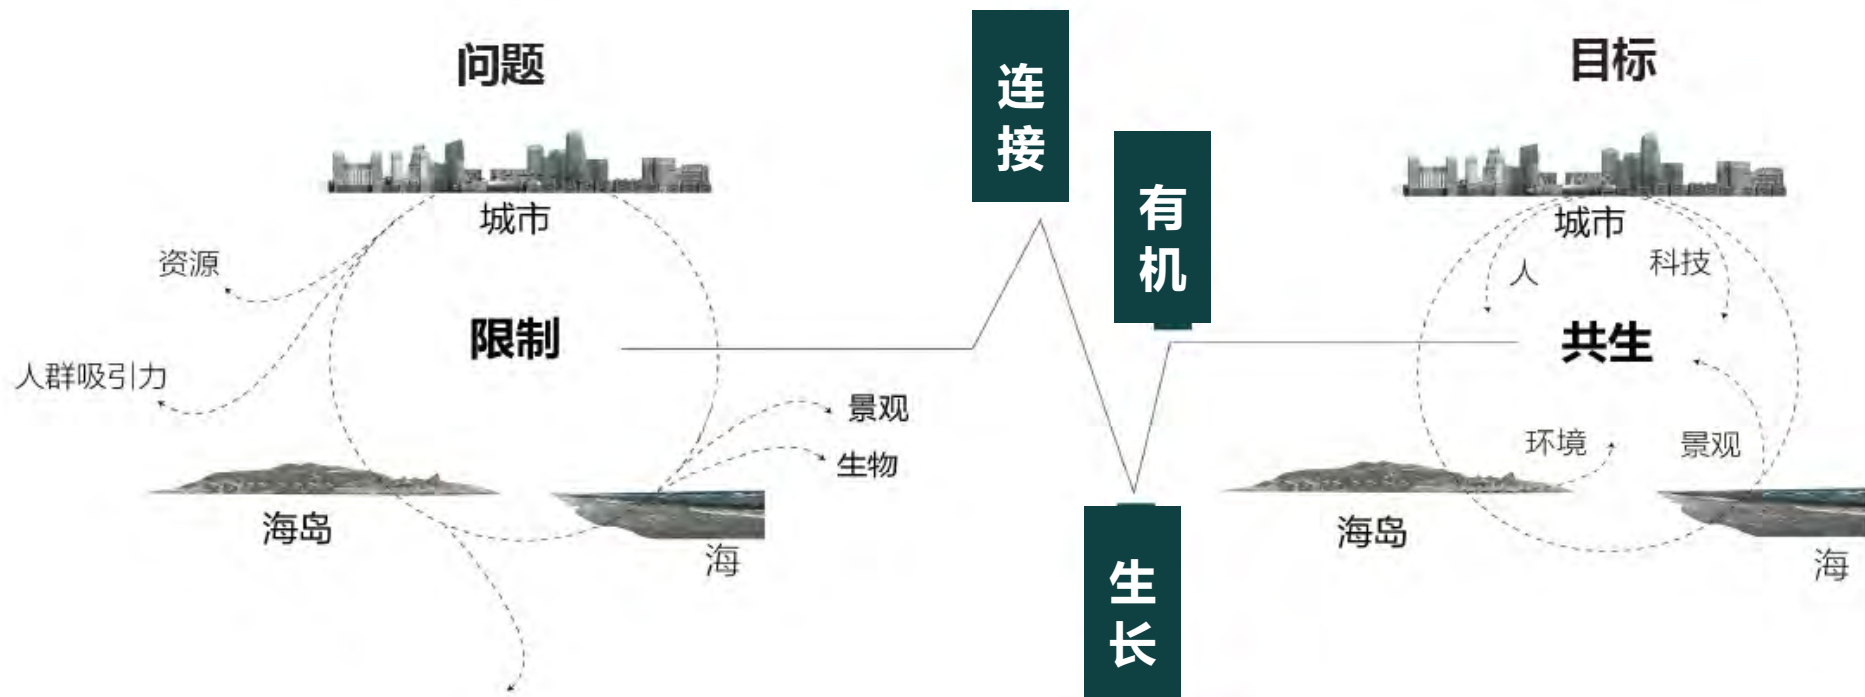 问题
城市
资源
限制
人群吸引力
景观
生物
海岛
海
连接
有机
生长
目标
城市
人
科技
共生
环境
景观
海岛
海